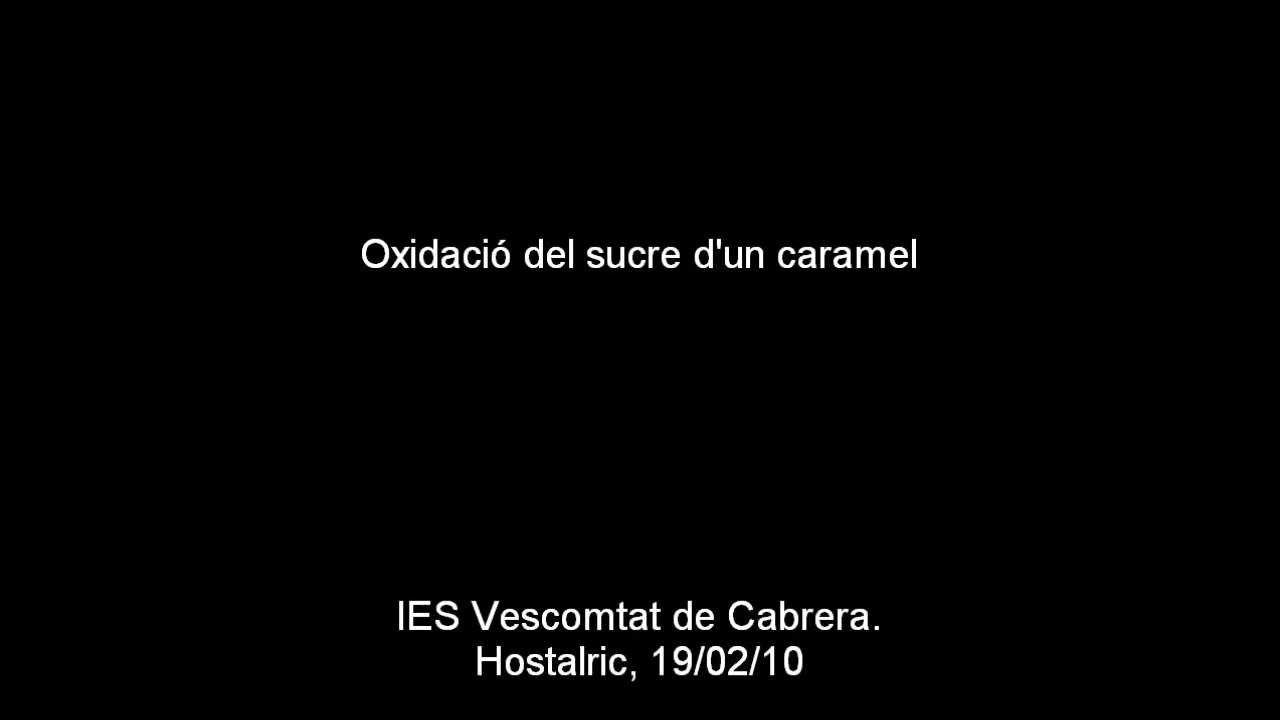 Oxidació del sucre d'un caramel
IES Vescomtat de Cabrera.
Hostalric, 19/02/10